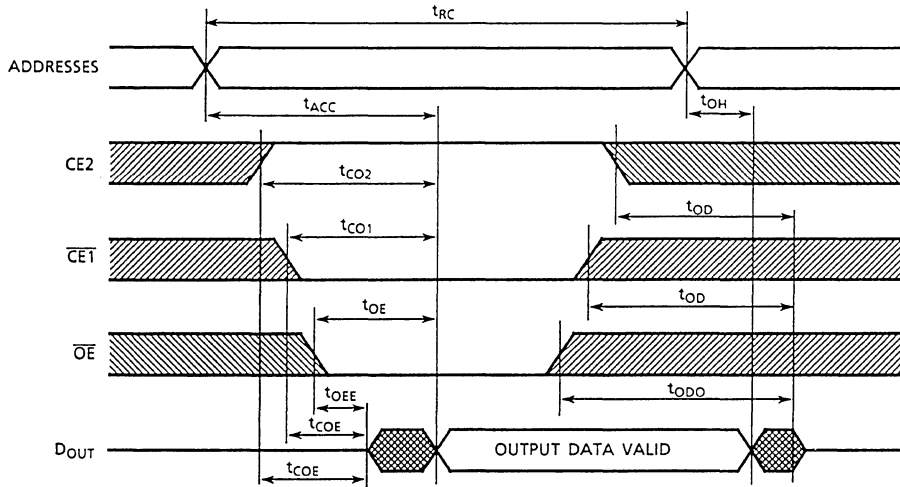 tRC
ADDRESSES
tACC
tOH
CE2
tCO2
tOD
CE1
tCO1
tOD
OE
tOE
tODO
tOEE
tCOE
DOUT
OUTPUT DATA VALID
tCOE